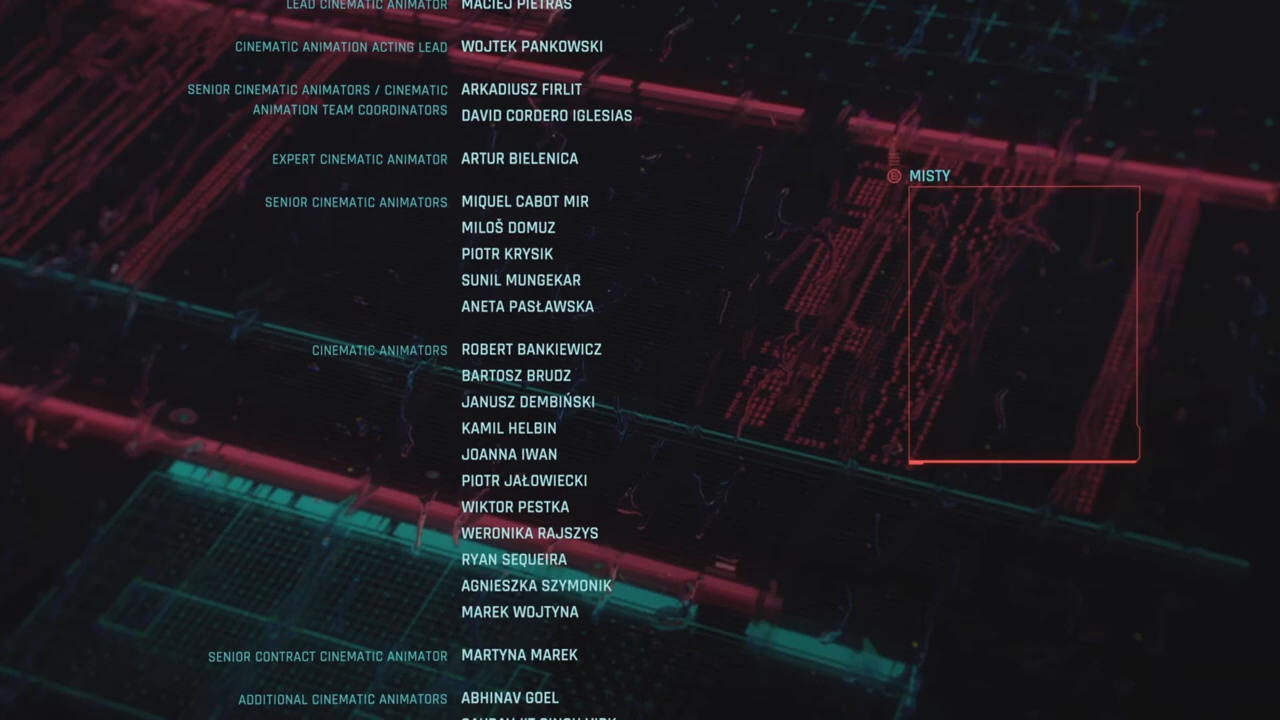 LEAD CINEMATIC ANIMATOR MACIEJ PIETRAS
CINEMATIC ANIMATION ACTING LEAD WOJTEK PANKOWSKI
SENIOR CINEMATIC ANIMATORS / CINEMATIC ARKADIUSZ FIRLIT
ANIMATION TEAM COORDINATORS DAVID CORDERO IGLESIAS
EXPERT CINEMATIC ANIMATOR ARTUR BIELENICA
MISTY
SENIOR CINEMATIC ANIMATORS MIQUEL CABOT MIR
MILOŠ DOMUZ
PIOTR KRYSIK
SUNIL MUNGEKAR
ANETA PASŁAWSKA
CINEMATIC ANIMATORS ROBERT BANKIEWICZ
BARTOSZ BRUDZ
JANUSZ DEMBIŃSKI
KAMIL HELBIN
JOANNA IWAN
PIOTR JAŁOWIECKI
WIKTOR PESTKA
WERONIKA RAJSZYS
RYAN SEQUEIRA
AGNIESZKA SZYMONIK
MAREK WOJTYNA
SENIOR CONTRACT CINEMATIC ANIMATOR MARTYNA MAREK
ADDITIONAL CINEMATIC ANIMATORS ABHINAV GOEL